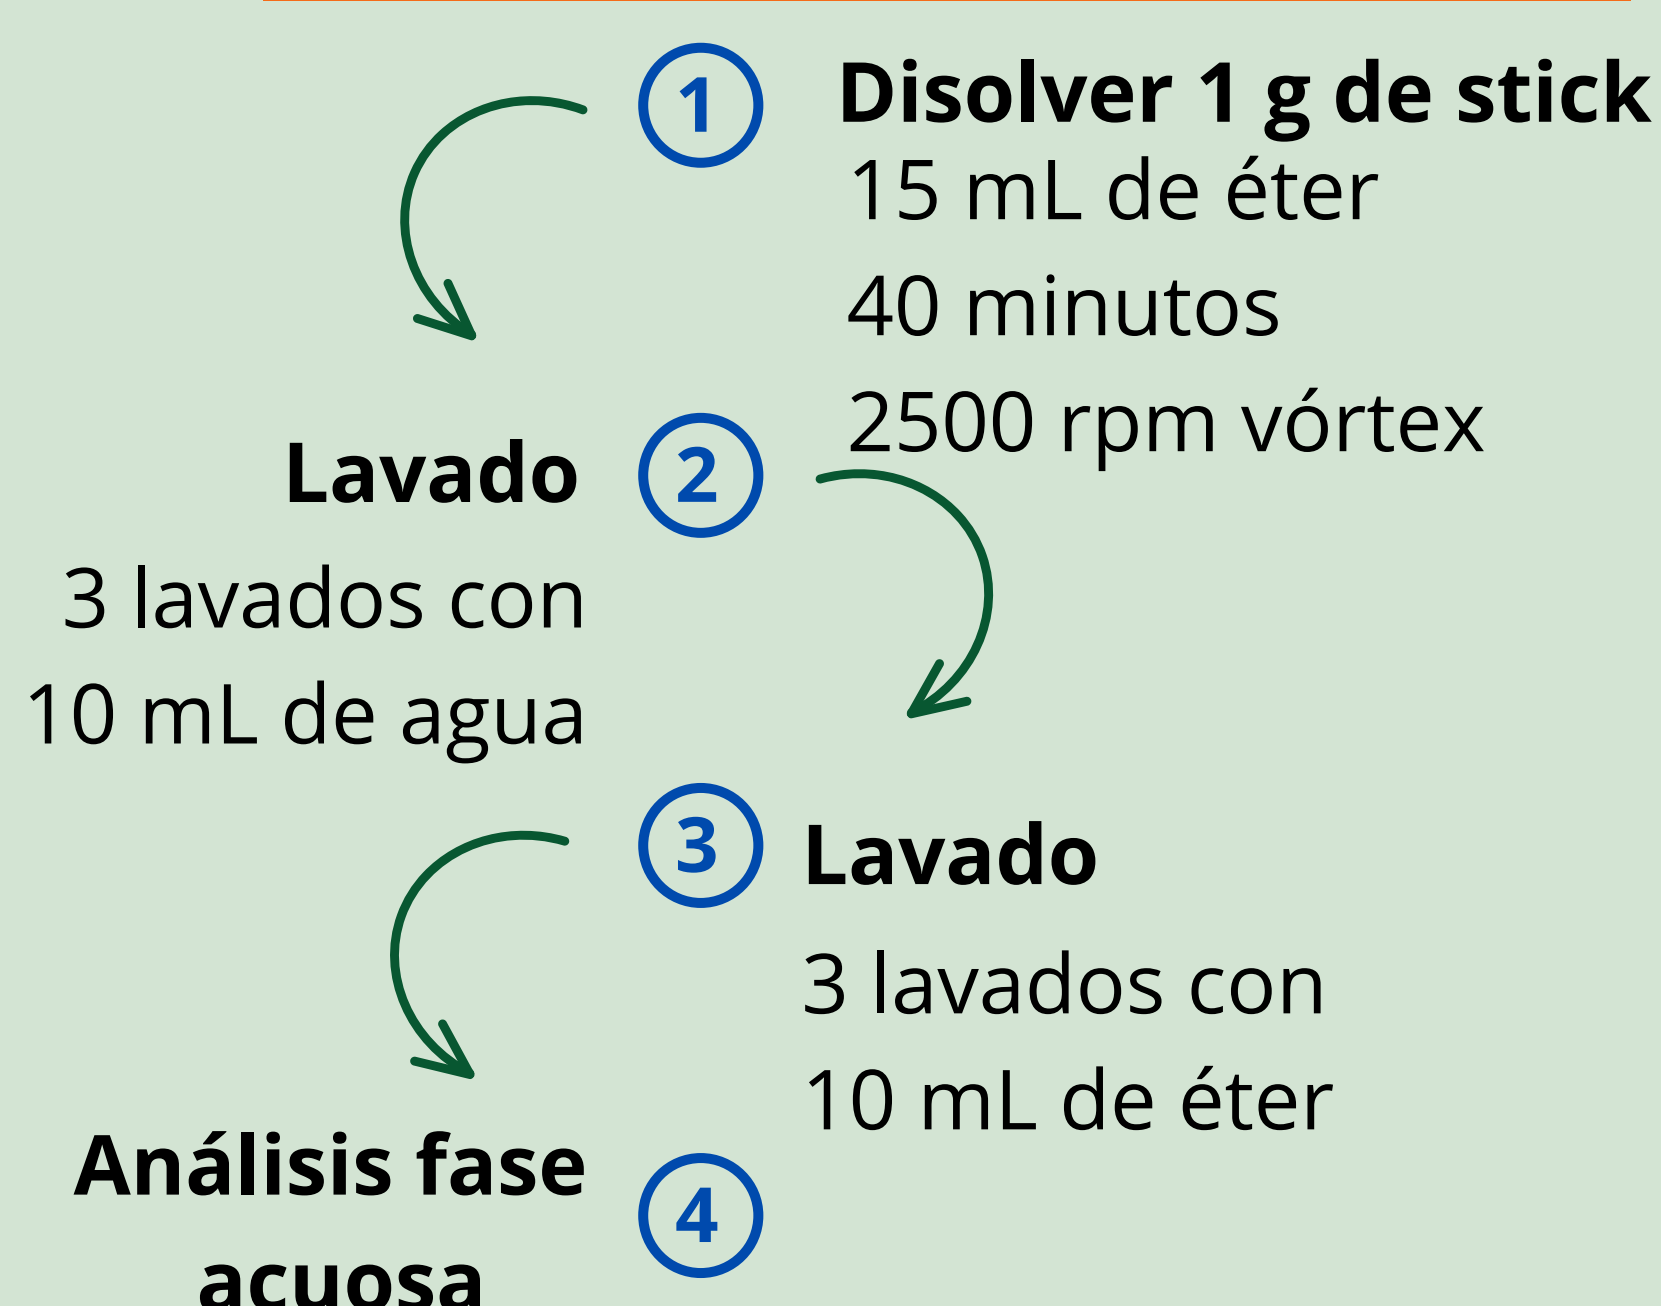 1
Disolver 1 g de stick
15 mL de éter
40 minutos
2500 rpm vórtex
Lavado
2
3 lavados con
10 mL de agua
3
Lavado
3 lavados con
10 mL de éter
Análisis fase
acuosa
4